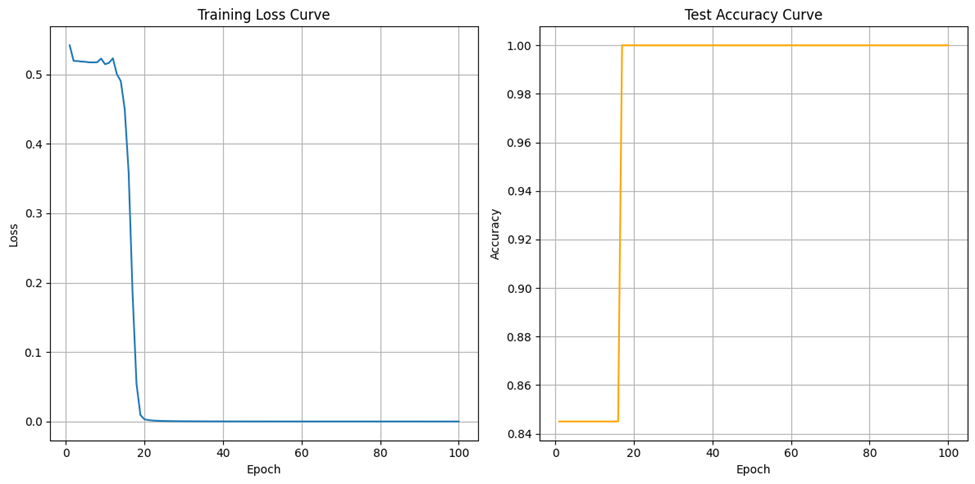 Training Loss Curve
Loss
0.5
0.4
0.3
0.2
0.1
0.0
0 20 40 60 80 100
Epoch
Test Accuracy Curve
Accuracy
1.00
0.98
0.96
0.94
0.92
0.90
0.88
0.86
0.84
0 20 40 60 80 100
Epoch